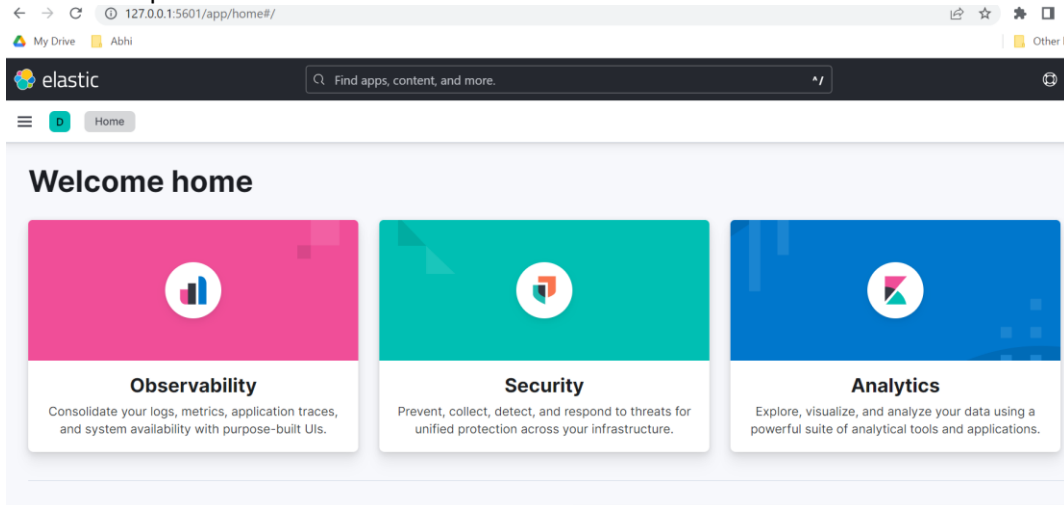 127.0.0.1:5601/app/home#/
My Drive Abhi Other
elastic Find apps, content, and more. ^/
D Home
Welcome home
Observability
Consolidate your logs, metrics, application traces,
and system availability with purpose-built UIs.
Security
Prevent, collect, detect, and respond to threats for
unified protection across your infrastructure.
Analytics
Explore, visualize, and analyze your data using a
powerful suite of analytical tools and applications.